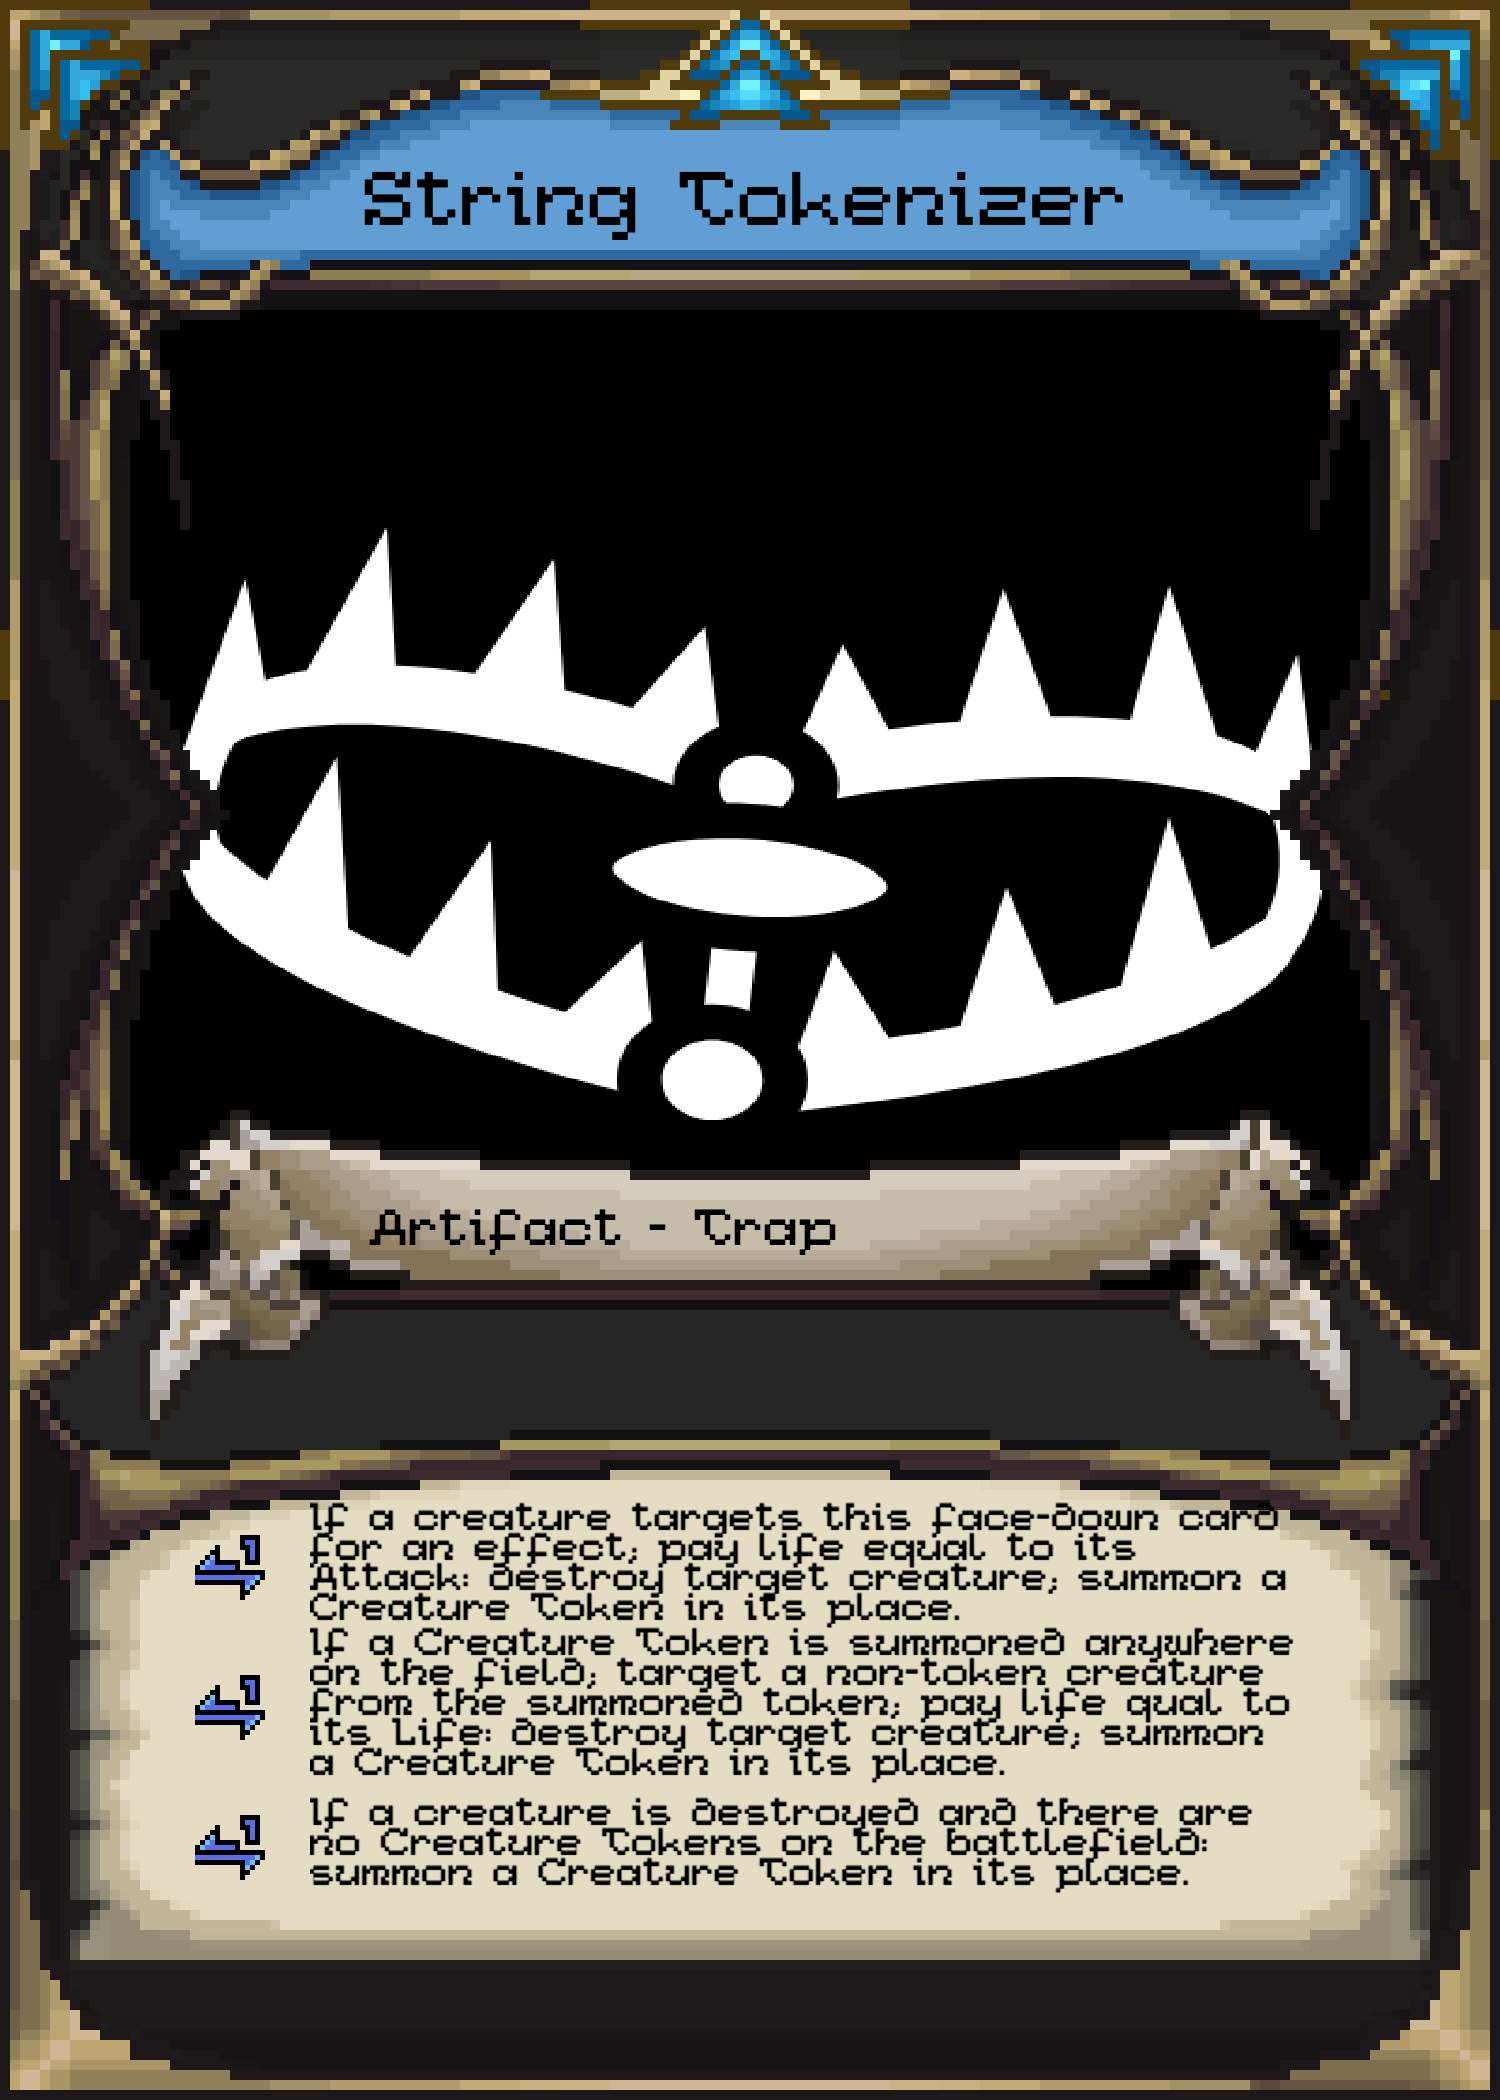 String Tokenizer
Artifact - Trap
If a creature targets this face-down card
for an effect; pay life equal to its
Attack: destroy target creature; summon a
Creature Token in its place.
If a Creature Token is summoned anywhere
on the field; target a non-token creature
from the summoned token; pay life qual to
its Life: destroy target creature; summon
a Creature Token in its place.
If a creature is destroyed and there are
no Creature Tokens on the battlefield:
summon a Creature Token in its place.